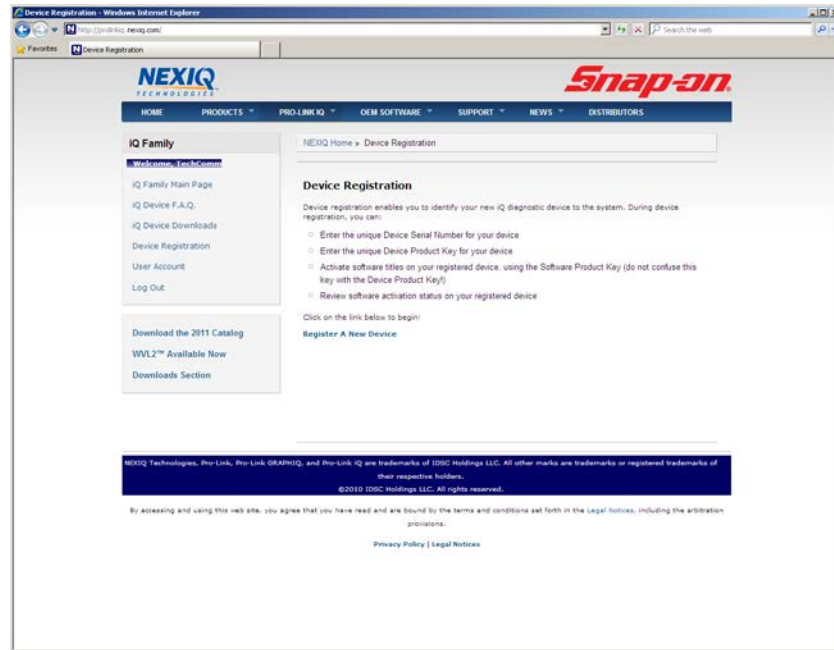 Device Registration - Windows Internet Explorer
http://prolinkiq.nexiq.com/
Search the web
Favorites
Device Registration
NEXIQ
TECHNOLOGIES
Snap-on
HOME PRODUCTS PRO-LINK iQ OEM SOFTWARE SUPPORT NEWS DISTRIBUTORS
iQ Family
Welcome, TechComm
iQ Family Main Page
iQ Device F.A.Q.
iQ Device Downloads
Device Registration
User Account
Log Out
Download the 2011 Catalog
WVL2™ Available Now
Downloads Section
NEXIQ Home » Device Registration
Device Registration
Device registration enables you to identify your new iQ diagnostic device to the system. During device
registration, you can:
Enter the unique Device Serial Number for your device
Enter the unique Device Product Key for your device
Activate software titles on your registered device, using the Software Product Key (do not confuse this
key with the Device Product Key!)
Review software activation status on your registered device
Click on the link below to begin!
Register A New Device
NEXIQ Technologies, Pro-Link, Pro-Link GRAPHIQ, and Pro-Link iQ are trademarks of IDSC Holdings LLC. All other marks are trademarks or registered trademarks of
their respective holders.
©2010 IDSC Holdings LLC. All rights reserved.
By accessing and using this web site, you agree that you have read and are bound by the terms and conditions set forth in the Legal Notices, including the arbitration
provisions.
Privacy Policy | Legal Notices